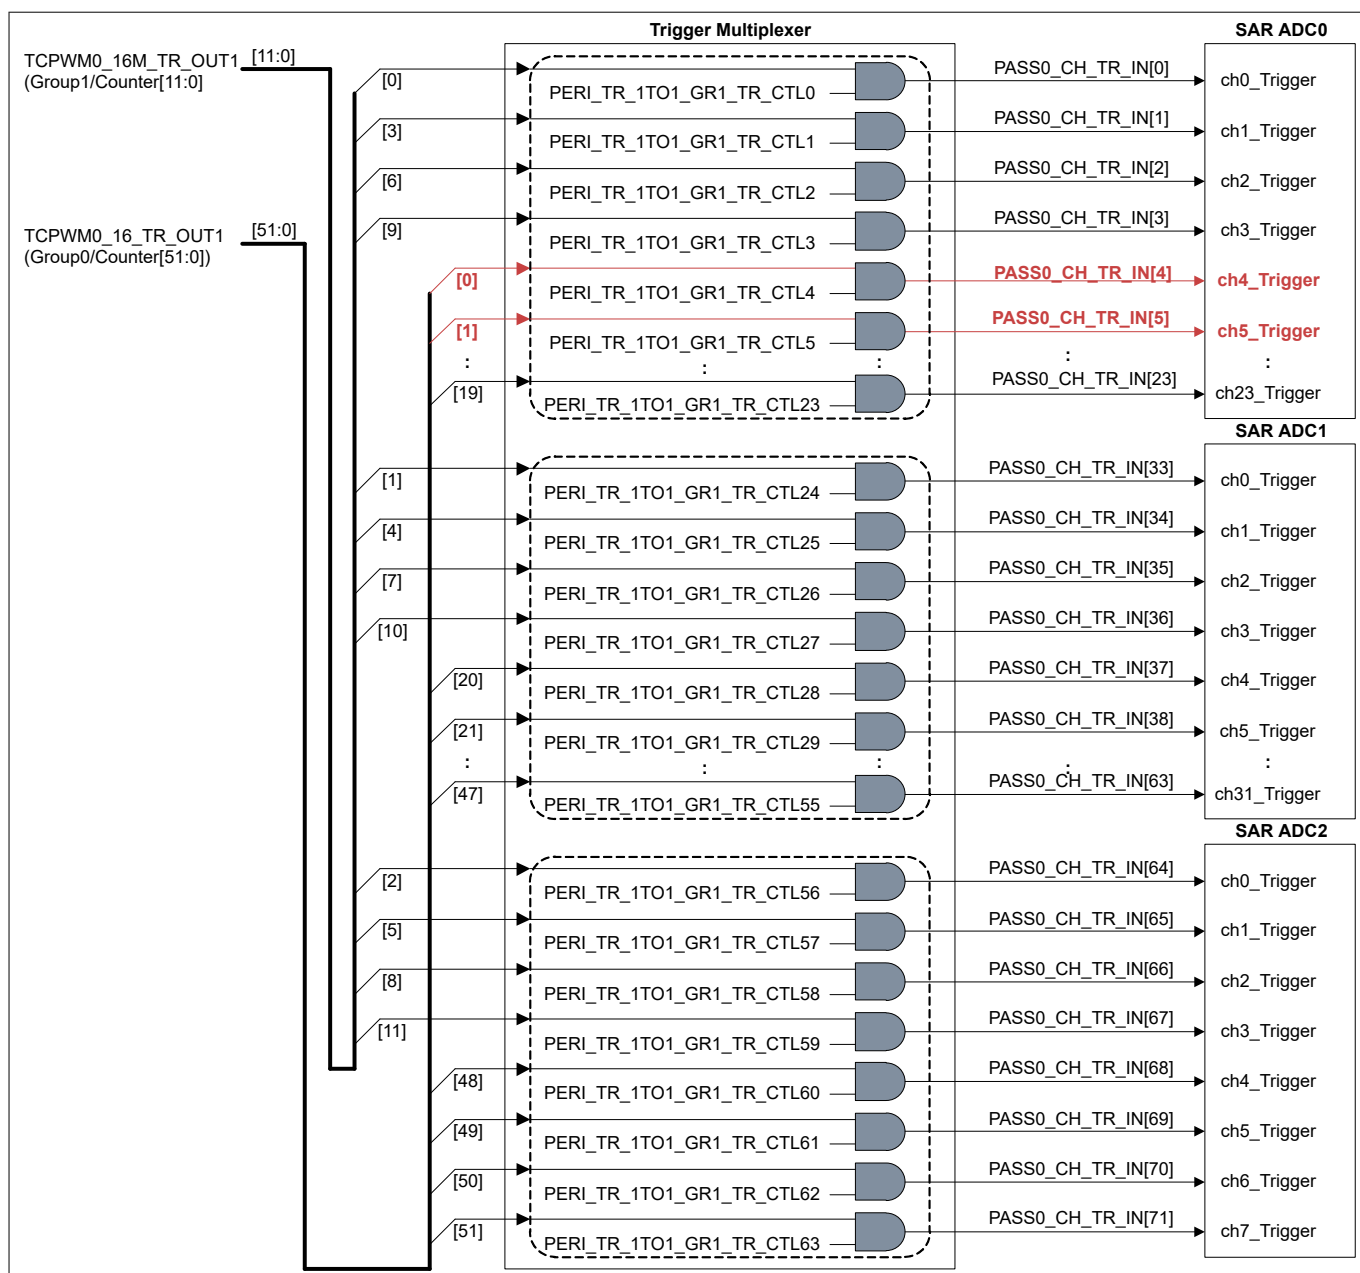 Trigger Multiplexer
SAR ADC0
TCPWM0_16M_TR_OUT1
(Group1/Counter[11:0]
[11:0]
TCPWM0_16_TR_OUT1
(Group0/Counter[51:0])
[51:0]
[0]
PERI_TR_1TO1_GR1_TR_CTL0
PASS0_CH_TR_IN[0]
ch0_Trigger
[3]
PERI_TR_1TO1_GR1_TR_CTL1
PASS0_CH_TR_IN[1]
ch1_Trigger
[6]
PERI_TR_1TO1_GR1_TR_CTL2
PASS0_CH_TR_IN[2]
ch2_Trigger
[9]
PERI_TR_1TO1_GR1_TR_CTL3
PASS0_CH_TR_IN[3]
ch3_Trigger
[0]
PERI_TR_1TO1_GR1_TR_CTL4
PASS0_CH_TR_IN[4]
ch4_Trigger
[1]
PERI_TR_1TO1_GR1_TR_CTL5
PASS0_CH_TR_IN[5]
ch5_Trigger
: : : : :
[19]
PERI_TR_1TO1_GR1_TR_CTL23
PASS0_CH_TR_IN[23]
ch23_Trigger
SAR ADC1
[1]
PERI_TR_1TO1_GR1_TR_CTL24
PASS0_CH_TR_IN[33]
ch0_Trigger
[4]
PERI_TR_1TO1_GR1_TR_CTL25
PASS0_CH_TR_IN[34]
ch1_Trigger
[7]
PERI_TR_1TO1_GR1_TR_CTL26
PASS0_CH_TR_IN[35]
ch2_Trigger
[10]
PERI_TR_1TO1_GR1_TR_CTL27
PASS0_CH_TR_IN[36]
ch3_Trigger
[20]
PERI_TR_1TO1_GR1_TR_CTL28
PASS0_CH_TR_IN[37]
ch4_Trigger
[21]
PERI_TR_1TO1_GR1_TR_CTL29
PASS0_CH_TR_IN[38]
ch5_Trigger
: : : : :
[47]
PERI_TR_1TO1_GR1_TR_CTL55
PASS0_CH_TR_IN[63]
ch31_Trigger
SAR ADC2
[2]
PERI_TR_1TO1_GR1_TR_CTL56
PASS0_CH_TR_IN[64]
ch0_Trigger
[5]
PERI_TR_1TO1_GR1_TR_CTL57
PASS0_CH_TR_IN[65]
ch1_Trigger
[8]
PERI_TR_1TO1_GR1_TR_CTL58
PASS0_CH_TR_IN[66]
ch2_Trigger
[11]
PERI_TR_1TO1_GR1_TR_CTL59
PASS0_CH_TR_IN[67]
ch3_Trigger
[48]
PERI_TR_1TO1_GR1_TR_CTL60
PASS0_CH_TR_IN[68]
ch4_Trigger
[49]
PERI_TR_1TO1_GR1_TR_CTL61
PASS0_CH_TR_IN[69]
ch5_Trigger
[50]
PERI_TR_1TO1_GR1_TR_CTL62
PASS0_CH_TR_IN[70]
ch6_Trigger
[51]
PERI_TR_1TO1_GR1_TR_CTL63
PASS0_CH_TR_IN[71]
ch7_Trigger